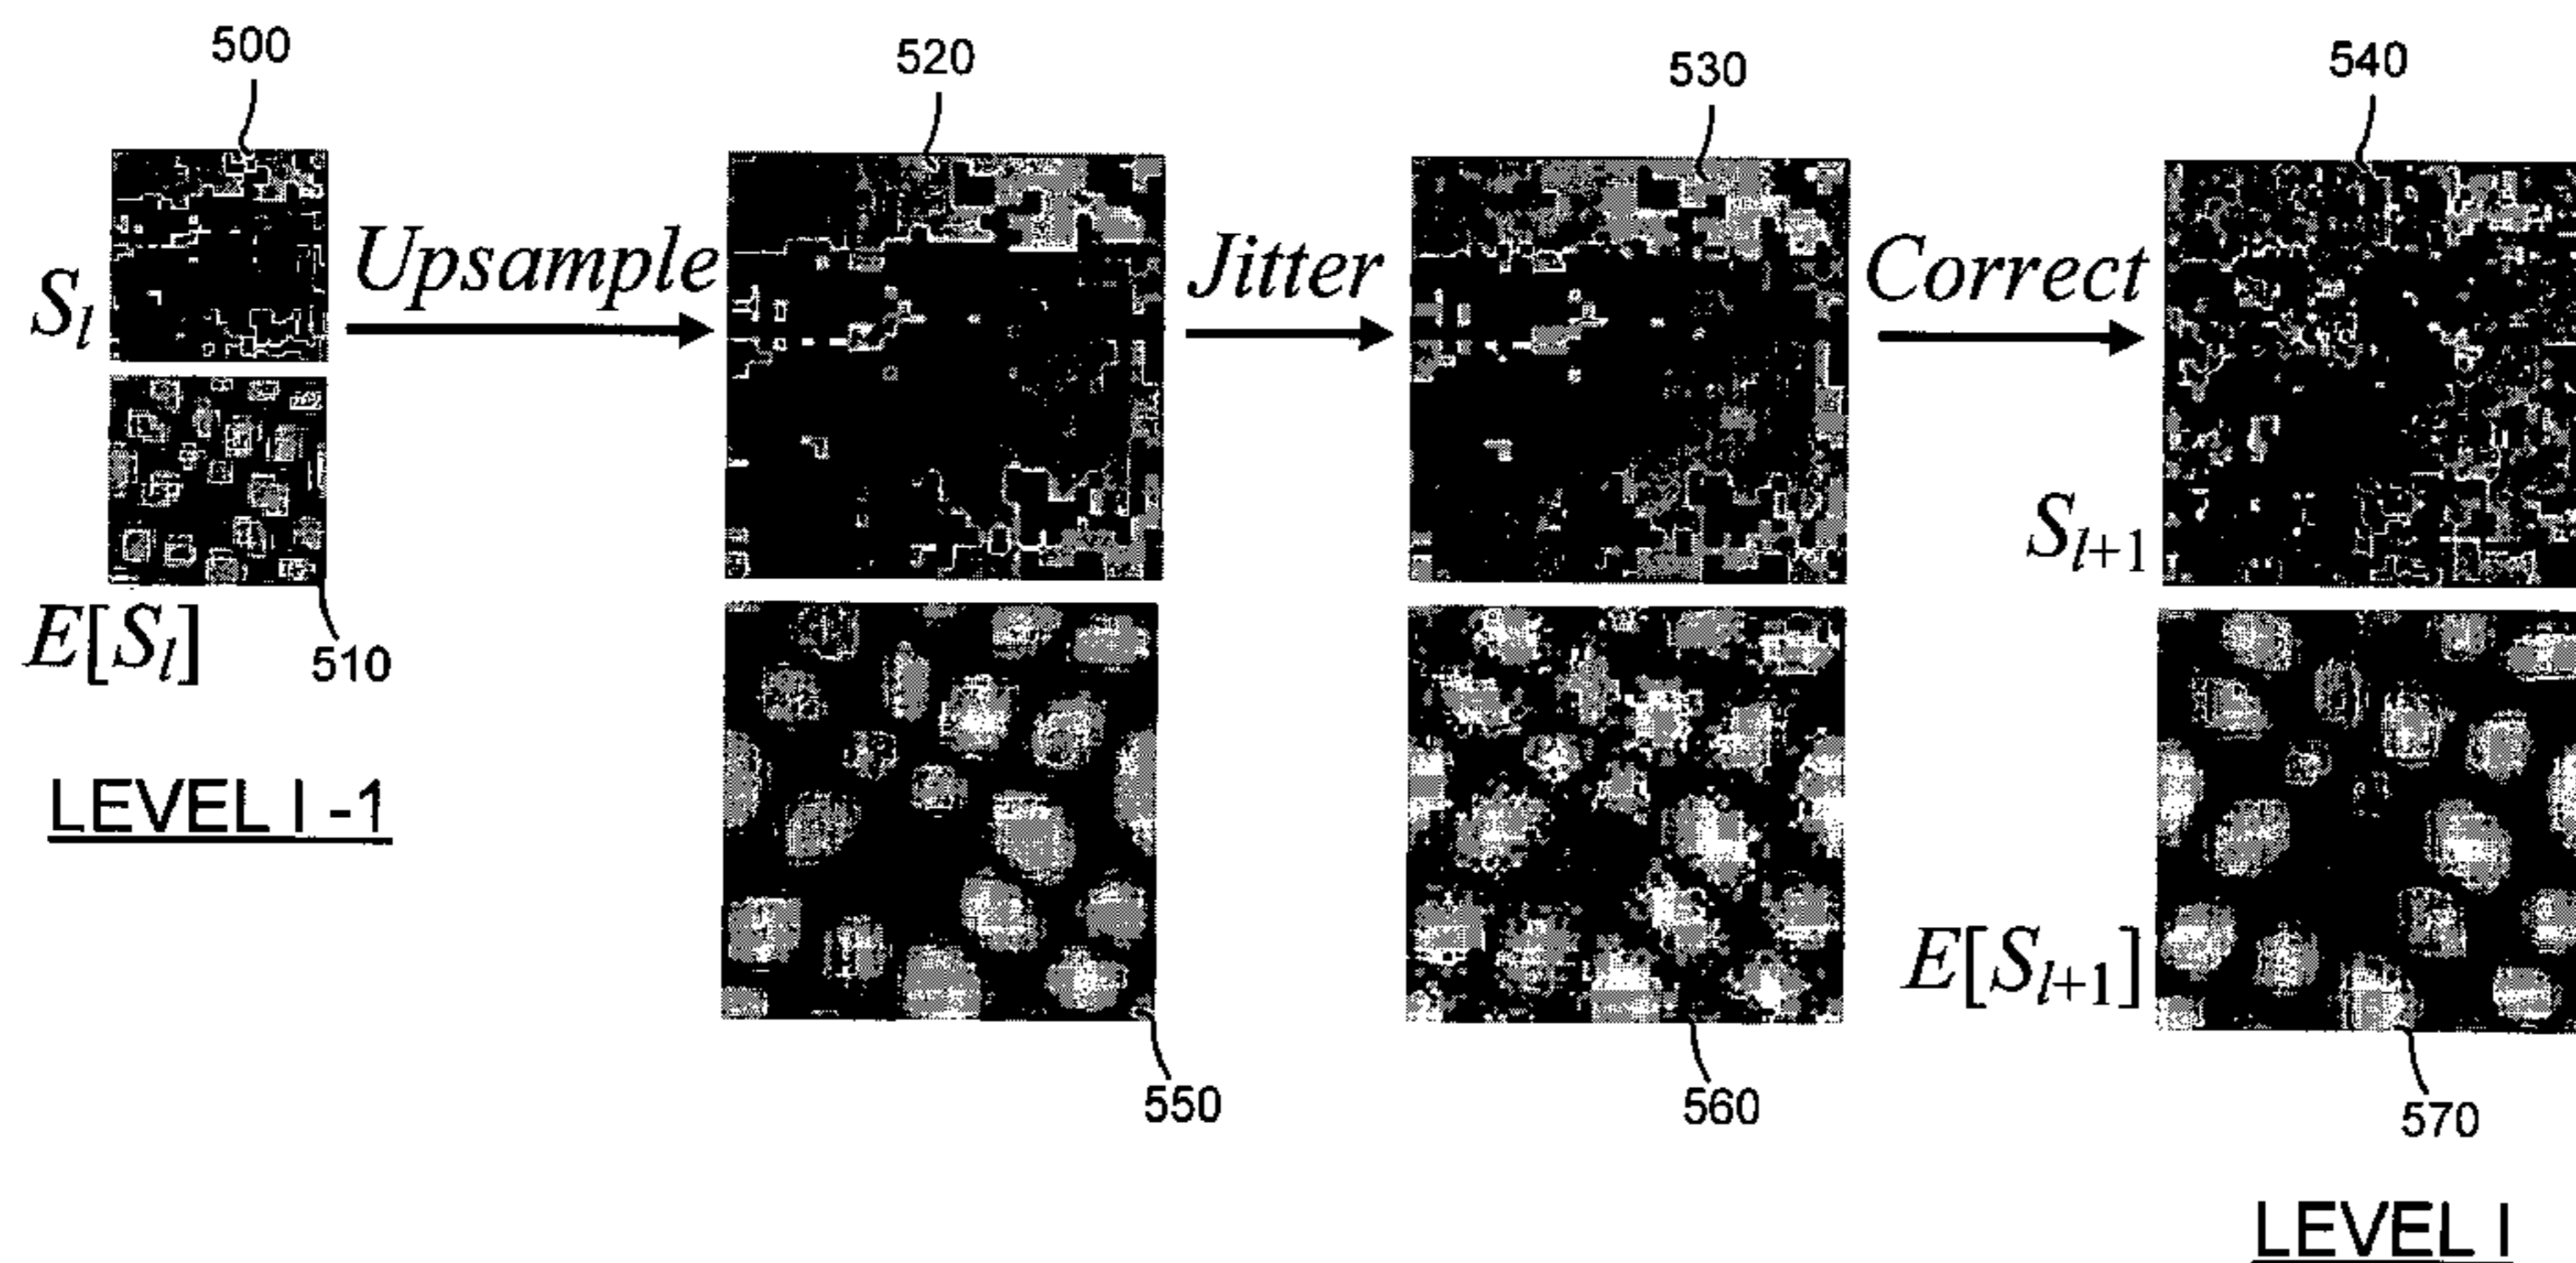 500
520
530
540
S_l
Upsample
Jitter
Correct
S_{l+1}
E[S_l]
510
LEVEL l -1
E[S_{l+1}]
550
560
570
LEVEL l